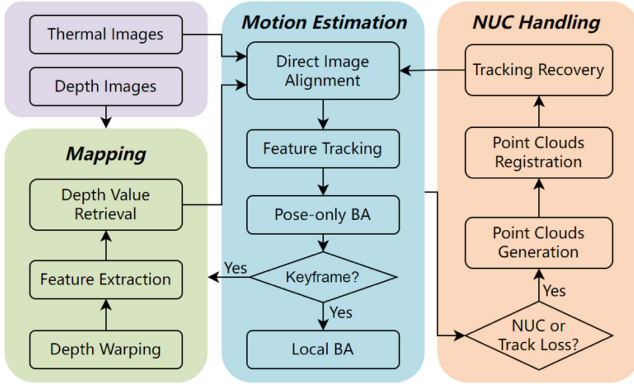 Thermal Images
Depth Images
Mapping
Depth Value
Retrieval
Feature Extraction
Depth Warping
Motion Estimation
Direct Image
Alignment
Feature Tracking
Pose-only BA
Keyframe?
Yes
Yes
Local BA
NUC Handling
Tracking Recovery
Point Clouds
Registration
Point Clouds
Generation
Yes
NUC or
Track Loss?